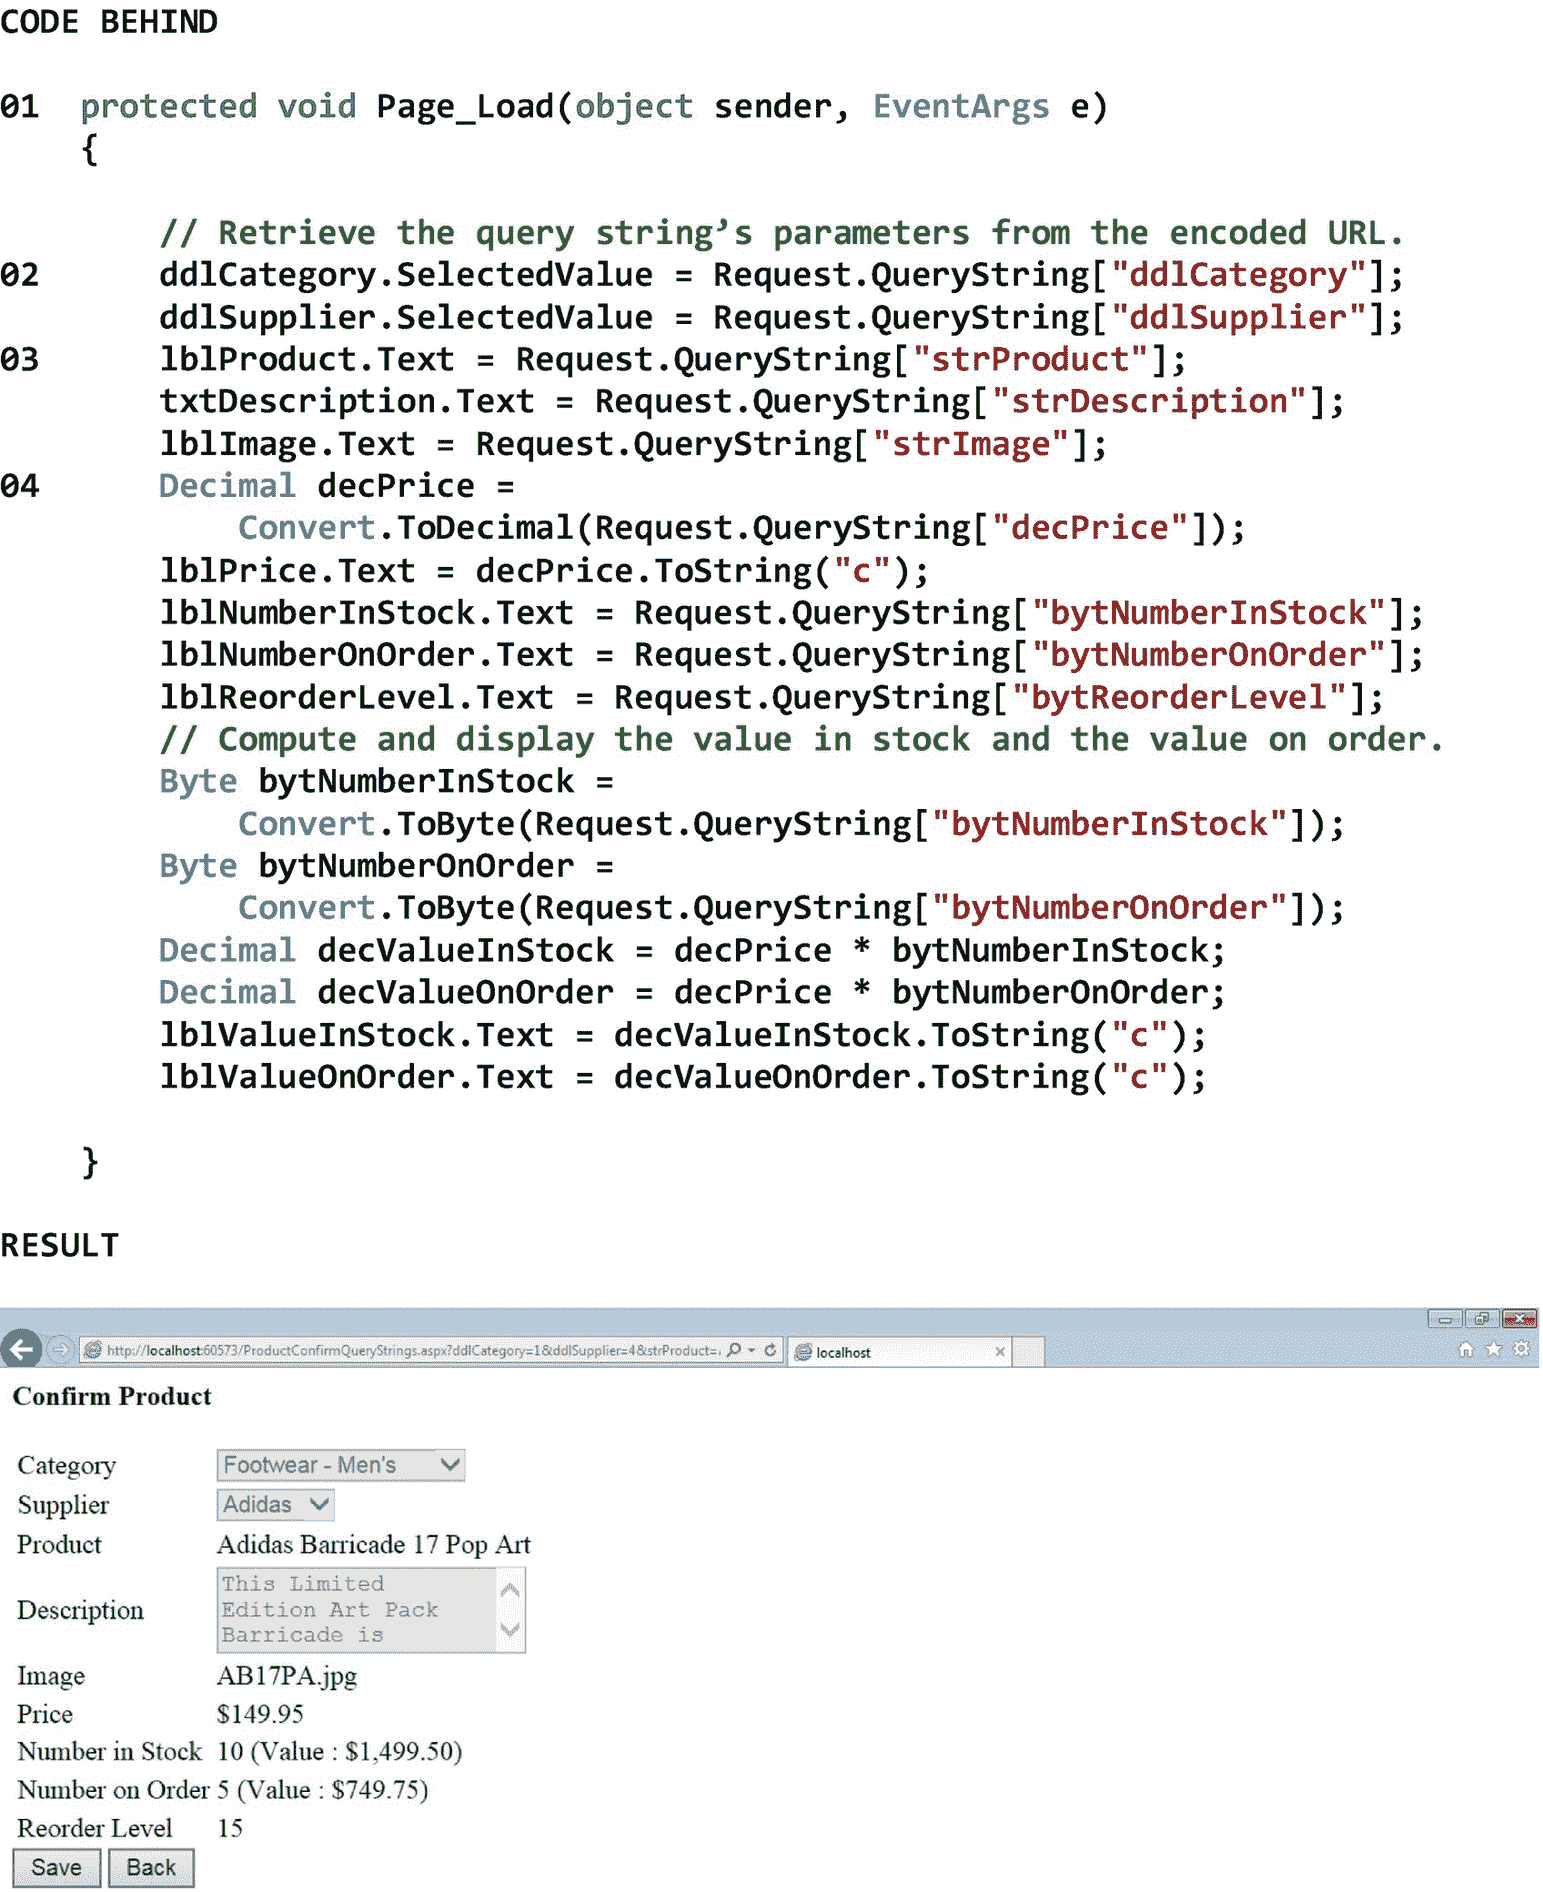 CODE BEHIND
01 protected void Page_Load(object sender, EventArgs e)
{
// Retrieve the query string’s parameters from the encoded URL.
02 ddlCategory.SelectedValue = Request.QueryString["ddlCategory"];
ddlSupplier.SelectedValue = Request.QueryString["ddlSupplier"];
03 lblProduct.Text = Request.QueryString["strProduct"];
txtDescription.Text = Request.QueryString["strDescription"];
lblImage.Text = Request.QueryString["strImage"];
04 Decimal decPrice =
Convert.ToDecimal(Request.QueryString["decPrice"]);
lblPrice.Text = decPrice.ToString("c");
lblNumberInStock.Text = Request.QueryString["bytNumberInStock"];
lblNumberOnOrder.Text = Request.QueryString["bytNumberOnOrder"];
lblReorderLevel.Text = Request.QueryString["bytReorderLevel"];
// Compute and display the value in stock and the value on order.
Byte bytNumberInStock =
Convert.ToByte(Request.QueryString["bytNumberInStock"]);
Byte bytNumberOnOrder =
Convert.ToByte(Request.QueryString["bytNumberOnOrder"]);
Decimal decValueInStock = decPrice * bytNumberInStock;
Decimal decValueOnOrder = decPrice * bytNumberOnOrder;
lblValueInStock.Text = decValueInStock.ToString("c");
lblValueOnOrder.Text = decValueOnOrder.ToString("c");
}
RESULT
http://localhost:60573/ProductConfirmQueryStrings.aspx?ddlCategory=1&ddlSupplier=4&strProduct= localhost
Confirm Product
Category Footwear - Men's
Supplier Adidas
Product Adidas Barricade 17 Pop Art
Description This Limited
Edition Art Pack
Barricade is
Image AB17PA.jpg
Price $149.95
Number in Stock 10 (Value : $1,499.50)
Number on Order 5 (Value : $749.75)
Reorder Level 15
Save Back